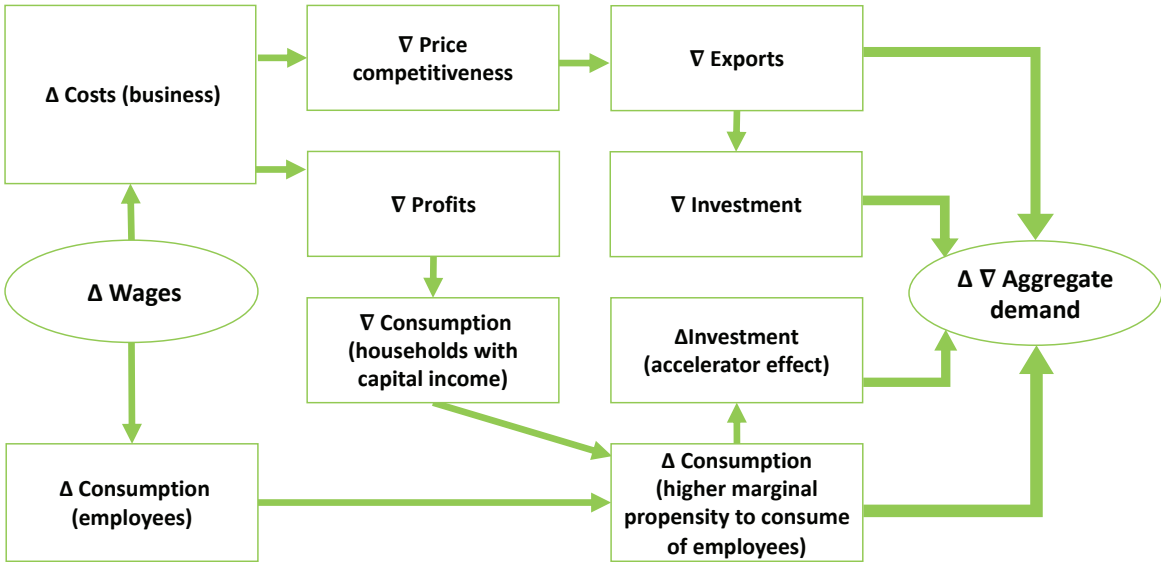 Δ Costs (business)
∇ Price
competitiveness
∇ Exports
∇ Profits
∇ Investment
Δ Wages
Δ ∇ Aggregate
demand
∇ Consumption
(households with
capital income)
ΔInvestment
(accelerator effect)
Δ Consumption
(employees)
Δ Consumption
(higher marginal
propensity to consume
of employees)